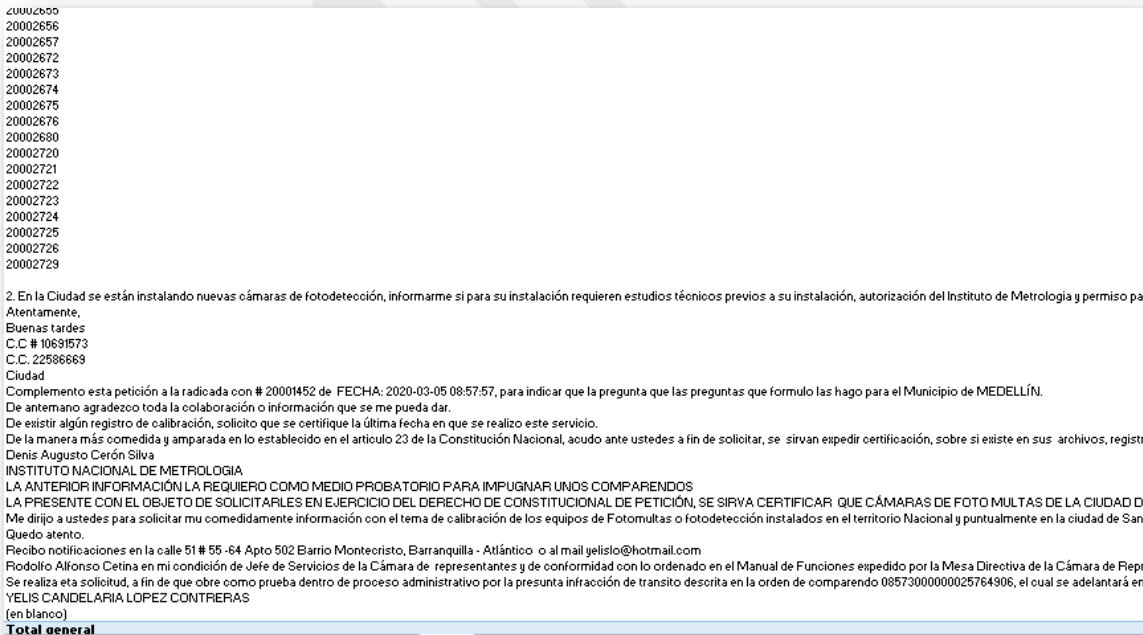 20002655
20002656
20002657
20002672
20002673
20002674
20002675
20002676
20002680
20002720
20002721
20002722
20002723
20002724
20002725
20002726
20002729
2. En la Ciudad se están instalando nuevas cámaras de fotodetección, informarme si para su instalación requieren estudios técnicos previos a su instalación, autorización del Instituto de Metrologia y permiso pa
Atentamente,
Buenas tardes
C.C # 10691573
C.C. 22586669
Ciudad
Complemento esta petición a la radicada con # 20001452 de FECHA: 2020-03-05 08:57:57, para indicar que la pregunta que las preguntas que formulo las hago para el Municipio de MEDELLÍN.
De antemano agradezco toda la colaboración o información que se me pueda dar.
De existir algún registro de calibración, solicito que se certifique la última fecha en que se realizo este servicio.
De la manera más comedida y amparada en lo establecido en el articulo 23 de la Constitución Nacional, acudo ante ustedes a fin de solicitar, se sirvan expedir certificación, sobre si existe en sus archivos, registr
Denis Augusto Cerón Silva
INSTITUTO NACIONAL DE METROLOGIA
LA ANTERIOR INFORMACIÓN LA REQUIERO COMO MEDIO PROBATORIO PARA IMPUGNAR UNOS COMPARENDOS
LA PRESENTE CON EL OBJETO DE SOLICITARLES EN EJERCICIO DEL DERECHO DE CONSTITUCIONAL DE PETICIÓN, SE SIRVA CERTIFICAR QUE CÁMARAS DE FOTO MULTAS DE LA CIUDAD D
Me dirijo a ustedes para solicitar mu comedidamente información con el tema de calibración de los equipos de Fotomultas o fotodetección instalados en el territorio Nacional y puntualmente en la ciudad de San
Quedo atento.
Recibo notificaciones en la calle 51 # 55 -64 Apto 502 Barrio Montecristo, Barranquilla - Atlántico o al mail yelislo@hotmail.com
Rodolfo Alfonso Cetina en mi condición de Jefe de Servicios de la Cámara de representantes y de conformidad con lo ordenado en el Manual de Funciones expedido por la Mesa Directiva de la Cámara de Repr
Se realiza eta solicitud, a fin de que obre como prueba dentro de proceso administrativo por la presunta infracción de transito descrita en la orden de comparendo 08573000000025764906, el cual se adelantará en
YELIS CANDELARIA LOPEZ CONTRERAS
(en blanco)
Total general